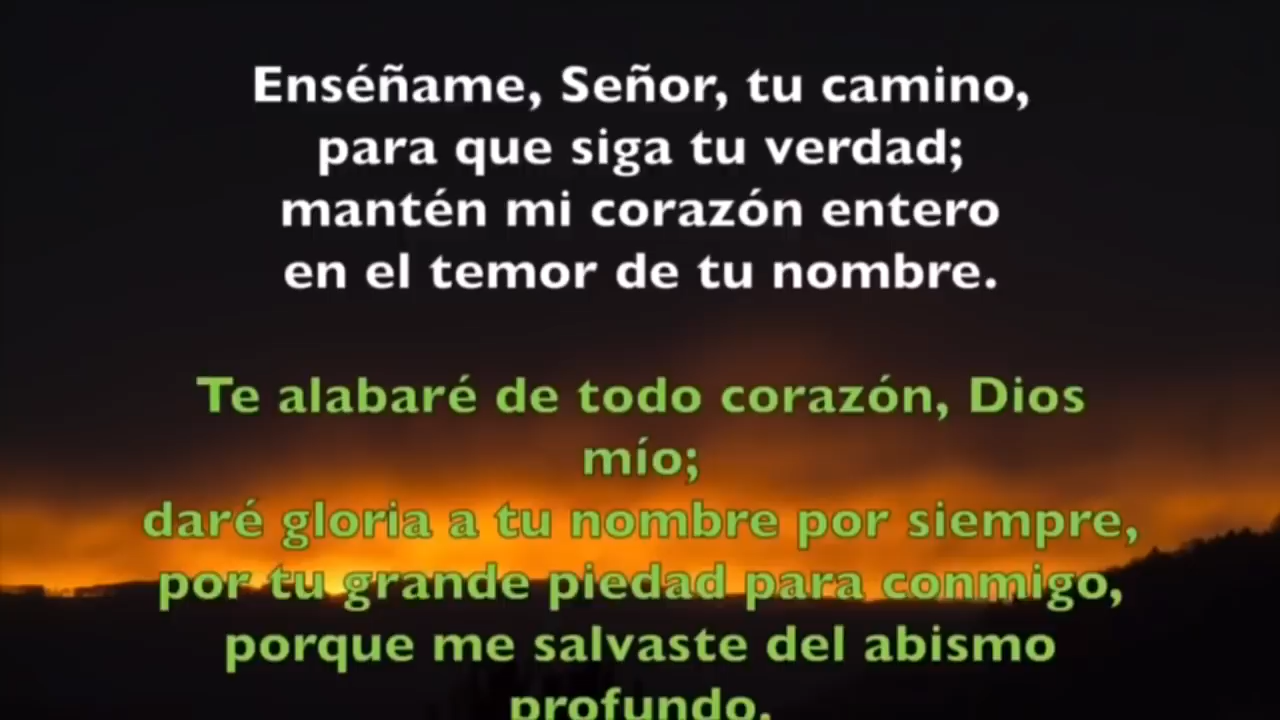 Enséñame, Señor, tu camino,
para que siga tu verdad;
mantén mi corazón entero
en el temor de tu nombre.
Te alabaré de todo corazón, Dios
mío;
daré gloria a tu nombre por siempre,
por tu grande piedad para conmigo,
porque me salvaste del abismo
profundo.